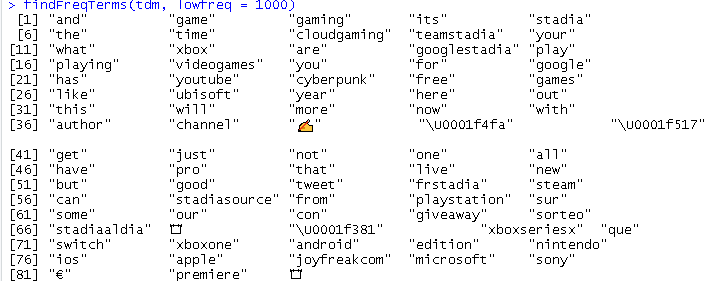 > findFreqTerms(tdm, lowfreq = 1000)
[1] "and" "game" "gaming" "its" "stadia"
[6] "the" "time" "cloudgaming" "teamstadia" "your"
[11] "what" "xbox" "are" "googlestadia" "play"
[16] "playing" "videogames" "you" "for" "google"
[21] "has" "youtube" "cyberpunk" "free" "games"
[26] "like" "ubisoft" "year" "here" "out"
[31] "this" "will" "more" "now" "with"
[36] "author" "channel" "✍" "\U0001f4fa" "\U0001f517"
[41] "get" "just" "not" "one" "all"
[46] "have" "pro" "that" "live" "new"
[51] "but" "good" "tweet" "frstadia" "steam"
[56] "can" "stadiasource" "from" "playstation" "sur"
[61] "some" "our" "con" "giveaway" "sorteo"
[66] "stadiaaldia" "\U0001f381" "xboxseriesx" "que"
[71] "switch" "xboxone" "android" "edition" "nintendo"
[76] "ios" "apple" "joyfreakcom" "microsoft" "sony"
[81] "€" "premiere"